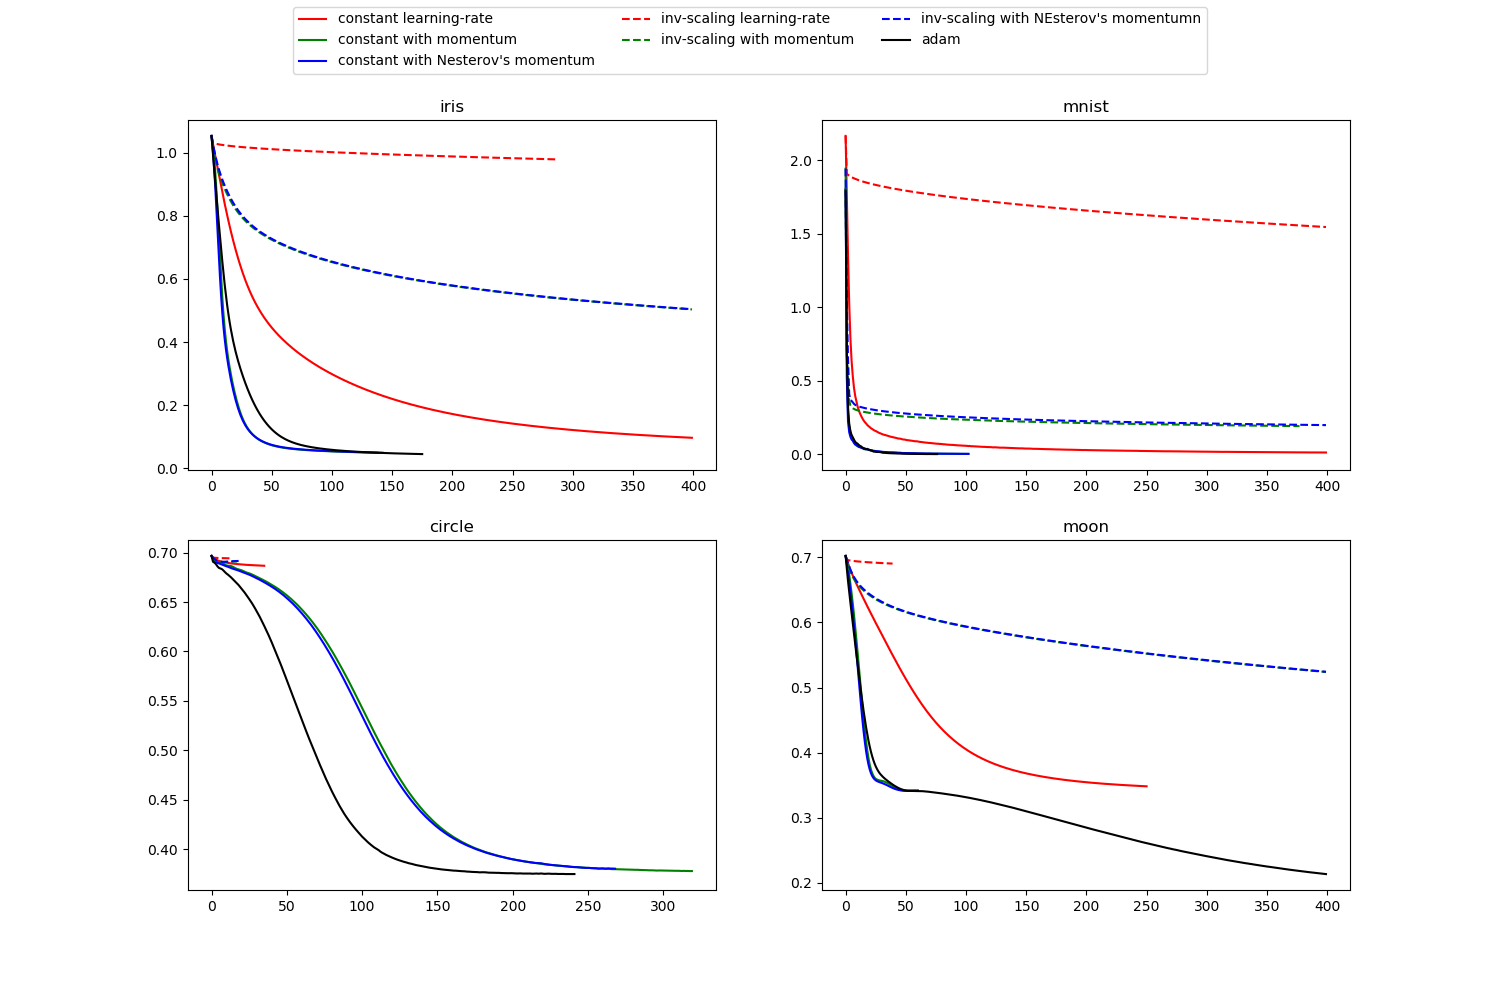 constant learning-rate
constant with momentum
constant with Nesterov's momentum
inv-scaling learning-rate
inv-scaling with momentum
inv-scaling with NEsterov's momentumn
adam
iris
1.0
0.8
0.6
0.4
0.2
0.0
0 50 100 150 200 250 300 350 400
mnist
2.0
1.5
1.0
0.5
0.0
0 50 100 150 200 250 300 350 400
circle
0.70
0.65
0.60
0.55
0.50
0.45
0.40
0 50 100 150 200 250 300
moon
0.7
0.6
0.5
0.4
0.3
0.2
0 50 100 150 200 250 300 350 400